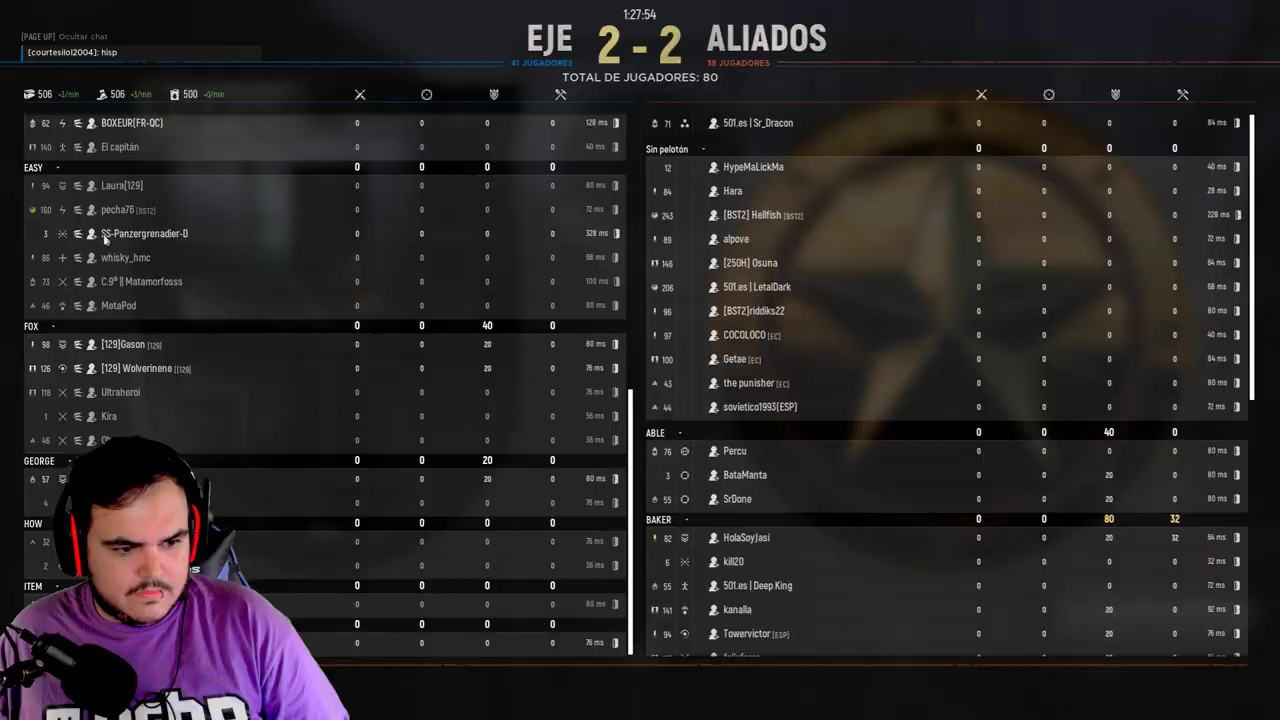 1:27:54
[PAGE UP] Ocultar chat
[courtesilol2004]: hisp
EJE 2 - 2 ALIADOS
41 JUGADORES 38 JUGADORES
TOTAL DE JUGADORES: 80
506 +3/min 506 +3/min 500 +0/min
62 BOXEUR[FR-QC] 0 0 0 0 128 ms
140 El capitán 0 0 0 0 40 ms
EASY - 0 0 0 0
94 Laura[129] 0 0 0 0 80 ms
160 pecha76 [BST2] 0 0 0 0 72 ms
3 SS-Panzergrenadier-D 0 0 0 0 328 ms
86 whisky_hmc 0 0 0 0 68 ms
73 C.9ª || Matamorfosss 0 0 0 0 100 ms
46 MetaPod 0 0 0 0 80 ms
FOX - 0 0 40 0
98 [129]Gason [129] 0 0 20 0 80 ms
126 [129] Wolverinene [[129] 0 0 20 0 76 ms
118 Ultraheroi 0 0 0 0 76 ms
1 Kira 0 0 0 0 56 ms
46 0 0 0 0 36 ms
GEORGE - 0 0 20 0
57 0 0 20 0 80 ms
4 0 0 0 0 76 ms
HOW 0 0 0 0
32 0 0 0 0 76 ms
2 0 0 0 0 36 ms
ITEM 0 0 0 0
0 0 0 0 80 ms
0 0 0 0
0 0 0 0 76 ms
71 501.es | Sr_Dracon 0 0 0 0 84 ms
Sin pelotón - 0 0 0 0
12 HypeMaLickMa 0 0 0 0 40 ms
84 Hara 0 0 0 0 28 ms
243 [BST2] Hellfish [BST2] 0 0 0 0 228 ms
89 alpove 0 0 0 0 72 ms
146 [250H] Osuna 0 0 0 0 64 ms
206 501.es | LetalDark 0 0 0 0 68 ms
96 [BST2]riddiks22 0 0 0 0 80 ms
97 COCOLOCO [EC] 0 0 0 0 40 ms
100 Getae [EC] 0 0 0 0 84 ms
43 the punisher [EC] 0 0 0 0 80 ms
44 sovietico1993[ESP] 0 0 0 0 72 ms
ABLE - 0 0 40 0
76 Percu 0 0 0 0 80 ms
3 BataManta 0 0 20 0 80 ms
55 SrDone 0 0 20 0 80 ms
BAKER - 0 0 80 32
82 HolaSoyJasi 0 0 20 32 64 ms
6 kill20 0 0 0 0 32 ms
55 501.es | Deep King 0 0 0 0 72 ms
141 kanalla 0 0 20 0 92 ms
94 Towervictor [ESP] 0 0 20 0 76 ms